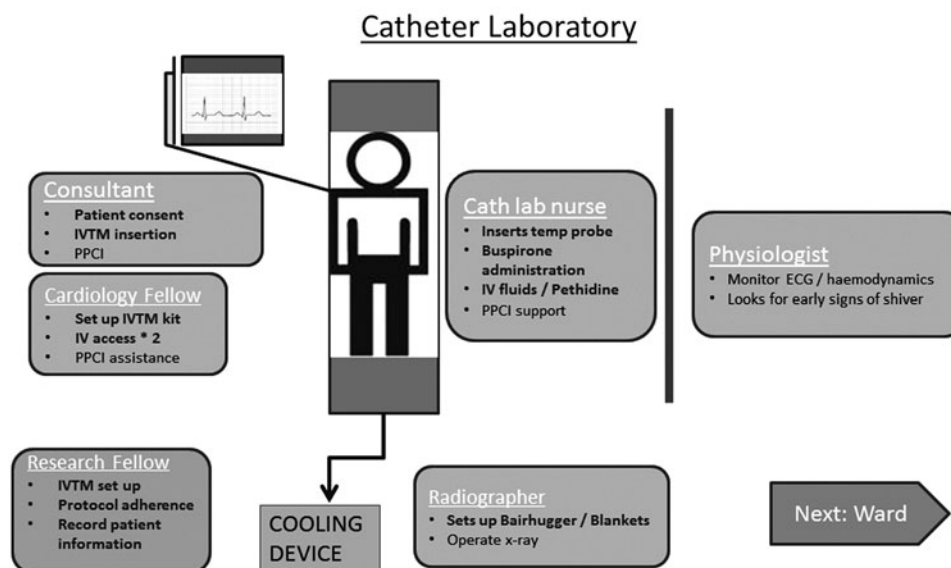 Catheter Laboratory
Consultant
• Patient consent
• IVTM insertion
• PPCI
Cardiology Fellow
• Set up IVTM kit
• IV access * 2
• PPCI assistance
Cath lab nurse
• Inserts temp probe
• Buspirone
administration
• IV fluids / Pethidine
• PPCI support
Physiologist
• Monitor ECG / haemodynamics
• Looks for early signs of shiver
Research Fellow
• IVTM set up
• Protocol adherence
• Record patient
information
COOLING
DEVICE
Radiographer
• Sets up Bairhugger / Blankets
• Operate x-ray
Next: Ward